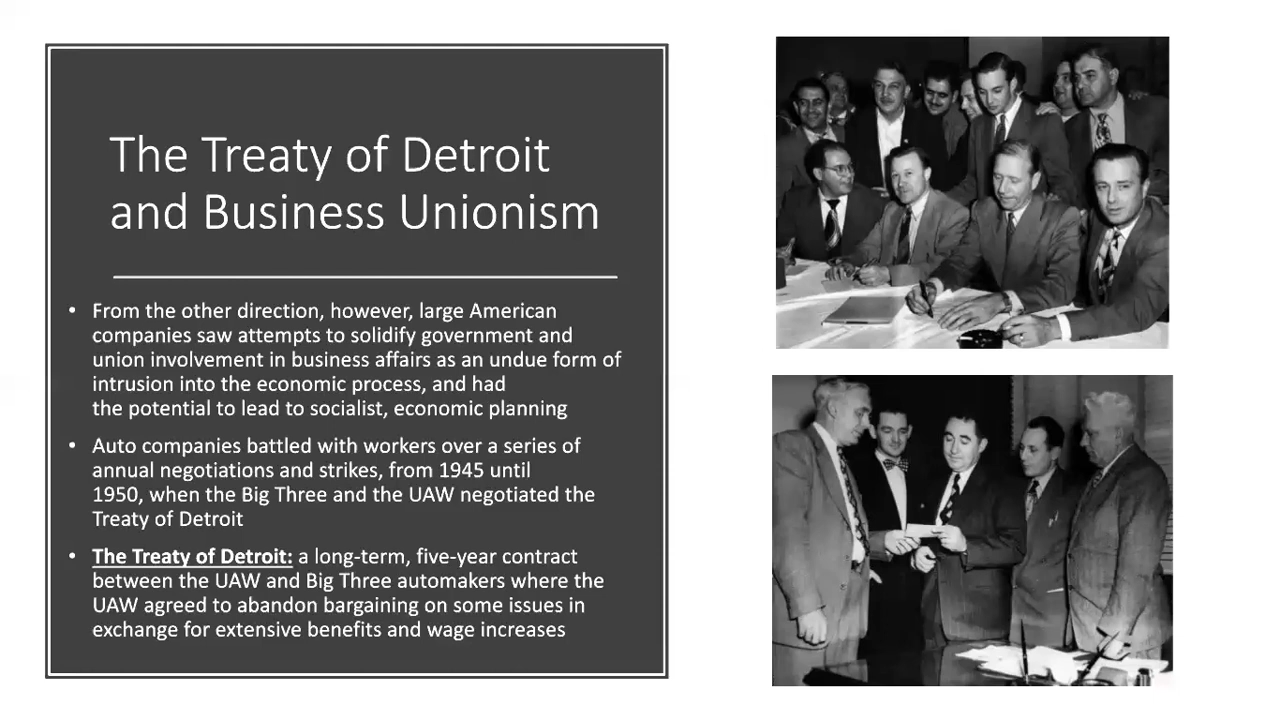 The Treaty of Detroit
and Business Unionism
• From the other direction, however, large American
companies saw attempts to solidify government and
union involvement in business affairs as an undue form of
intrusion into the economic process, and had
the potential to lead to socialist, economic planning
• Auto companies battled with workers over a series of
annual negotiations and strikes, from 1945 until
1950, when the Big Three and the UAW negotiated the
Treaty of Detroit
• The Treaty of Detroit: a long-term, five-year contract
between the UAW and Big Three automakers where the
UAW agreed to abandon bargaining on some issues in
exchange for extensive benefits and wage increases